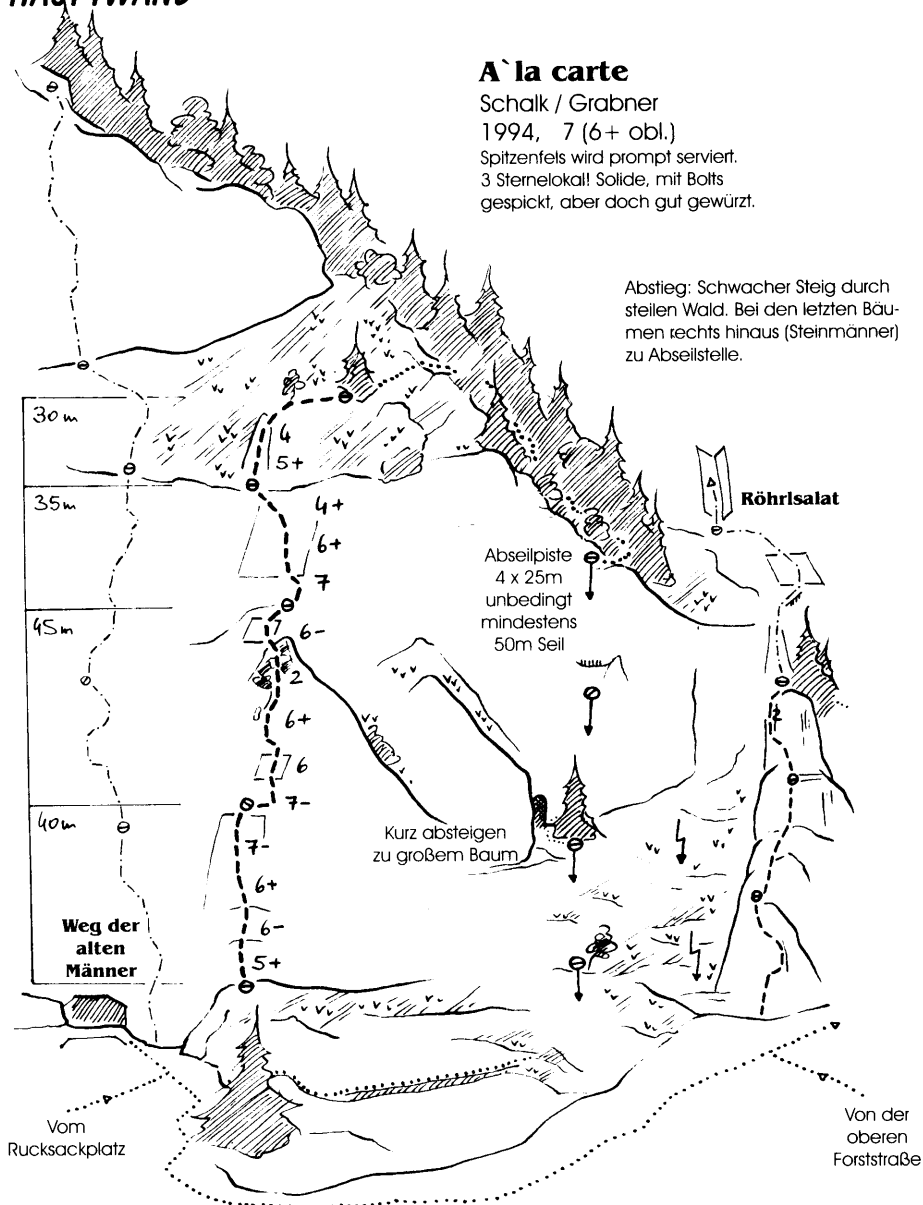 HAUPTWAND
A`la carte
Schalk / Grabner
1994, 7 (6+ obl.)
Spitzenfels wird prompt serviert.
3 Sternelokal! Solide, mit Bolts
gespickt, aber doch gut gewürzt.
Abstieg: Schwacher Steig durch
steilen Wald. Bei den letzten Bäu-
men rechts hinaus (Steinmänner)
zu Abseilstelle.
30m
4
5+
35m
4+
6+
7
Röhrlsalat
Abseilpiste
4 x 25m
unbedingt
mindestens
50m Seil
45m
6-
2
6+
6
7-
2
40m
7-
6+
6-
5+
Kurz absteigen
zu großem Baum
Weg der
alten
Männer
Vom
Rucksackplatz
Von der
oberen
Forststraße